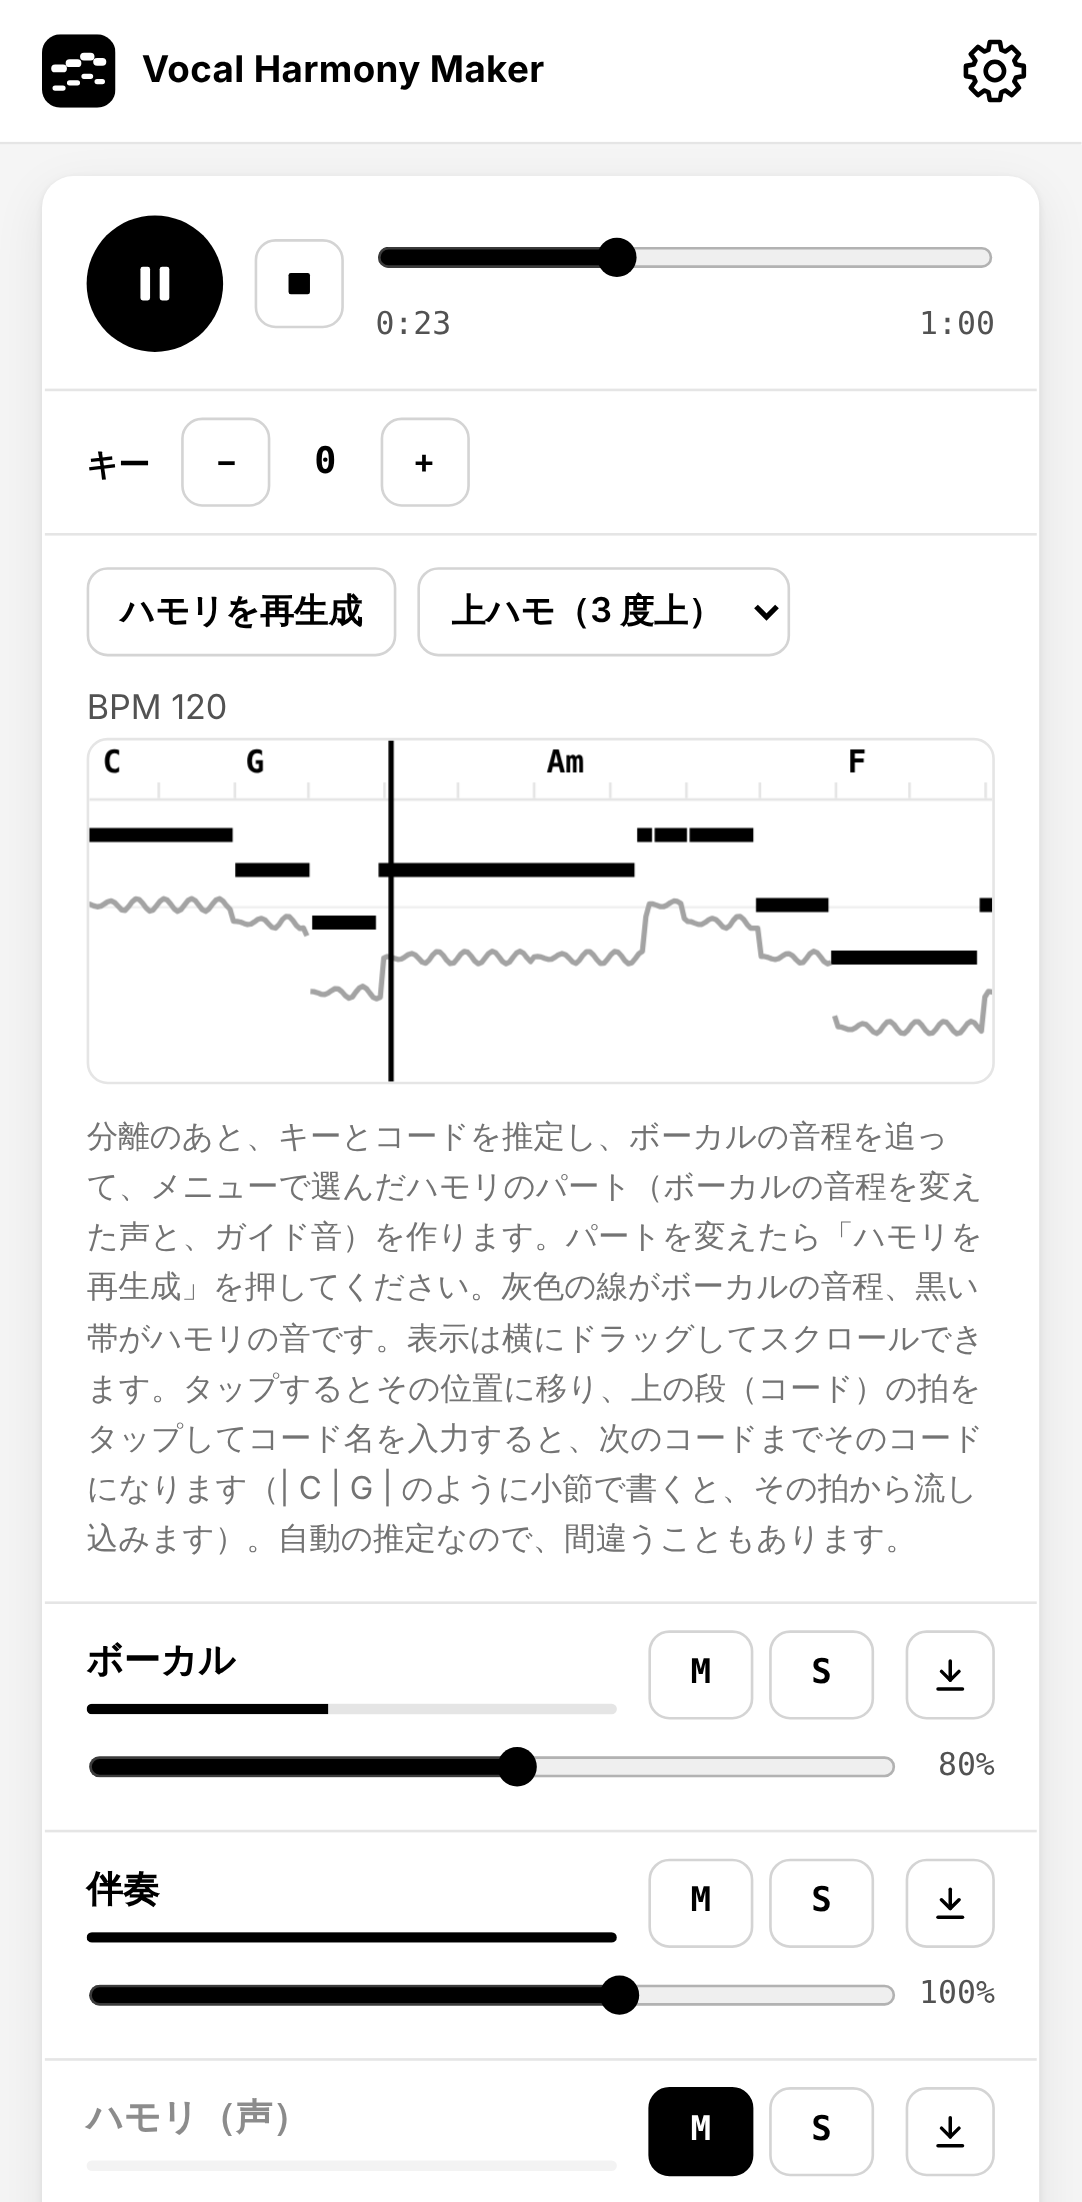 Vocal Harmony Maker
0:23
1:00
キー
−
0
+
ハモリを再生成
上ハモ（3 度上）
BPM 120
C
G
Am
F
分離のあと、キーとコードを推定し、ボーカルの音程を追っ
て、メニューで選んだハモリのパート（ボーカルの音程を変え
た声と、ガイド音）を作ります。パートを変えたら「ハモリを
再生成」を押してください。灰色の線がボーカルの音程、黒い
帯がハモリの音です。表示は横にドラッグしてスクロールでき
ます。タップするとその位置に移り、上の段（コード）の拍を
タップしてコード名を入力すると、次のコードまでそのコード
になります（| C | G | のように小節で書くと、その拍から流し
込みます）。自動の推定なので、間違うこともあります。
ボーカル
M
S
80%
伴奏
M
S
100%
ハモリ（声）
M
S